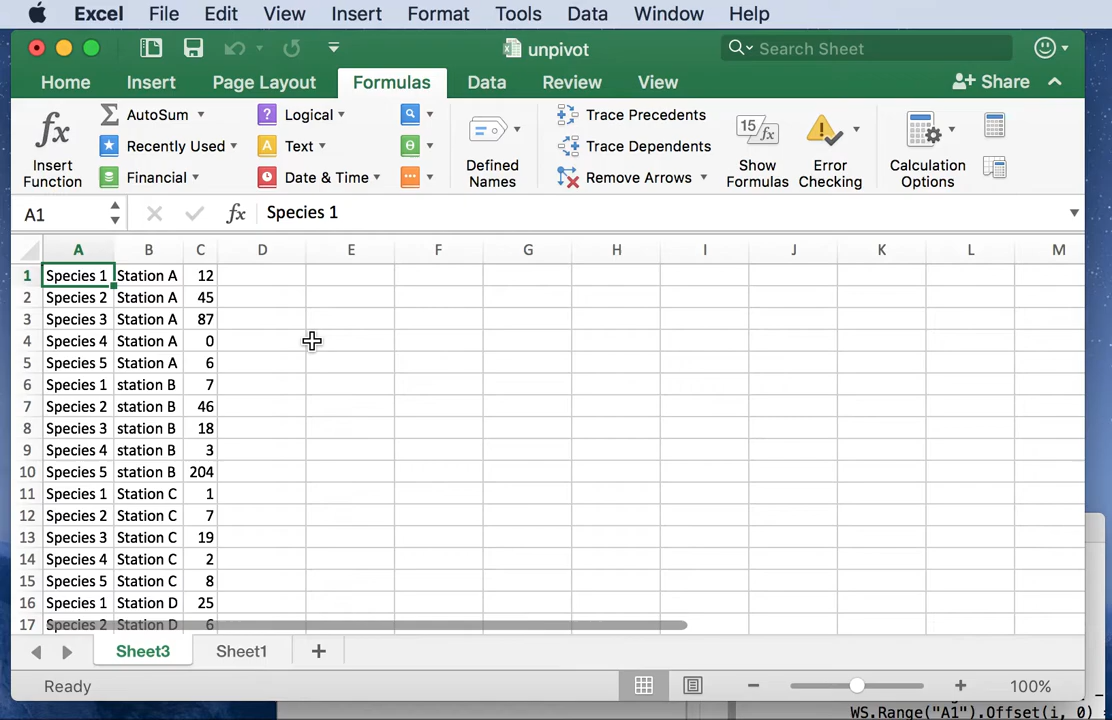 Excel File Edit View Insert Format Tools Data Window Help
unpivot
Search Sheet
Home Insert Page Layout Formulas Data Review View Share
fx AutoSum Logical Trace Precedents 15 fx
Recently Used Text Trace Dependents
Insert Function Financial Date & Time Defined Names Remove Arrows Show Formulas Error Checking Calculation Options
A1 fx Species 1
A B C D E F G H I J K L M
1 Species 1 Station A 12
2 Species 2 Station A 45
3 Species 3 Station A 87
4 Species 4 Station A 0
5 Species 5 Station A 6
6 Species 1 station B 7
7 Species 2 station B 46
8 Species 3 station B 18
9 Species 4 station B 3
10 Species 5 station B 204
11 Species 1 Station C 1
12 Species 2 Station C 7
13 Species 3 Station C 19
14 Species 4 Station C 2
15 Species 5 Station C 8
16 Species 1 Station D 25
17 Species 2 Station D 6
Sheet3 Sheet1
Ready 100%
WS.Range("A1").Offset(i, 0) =